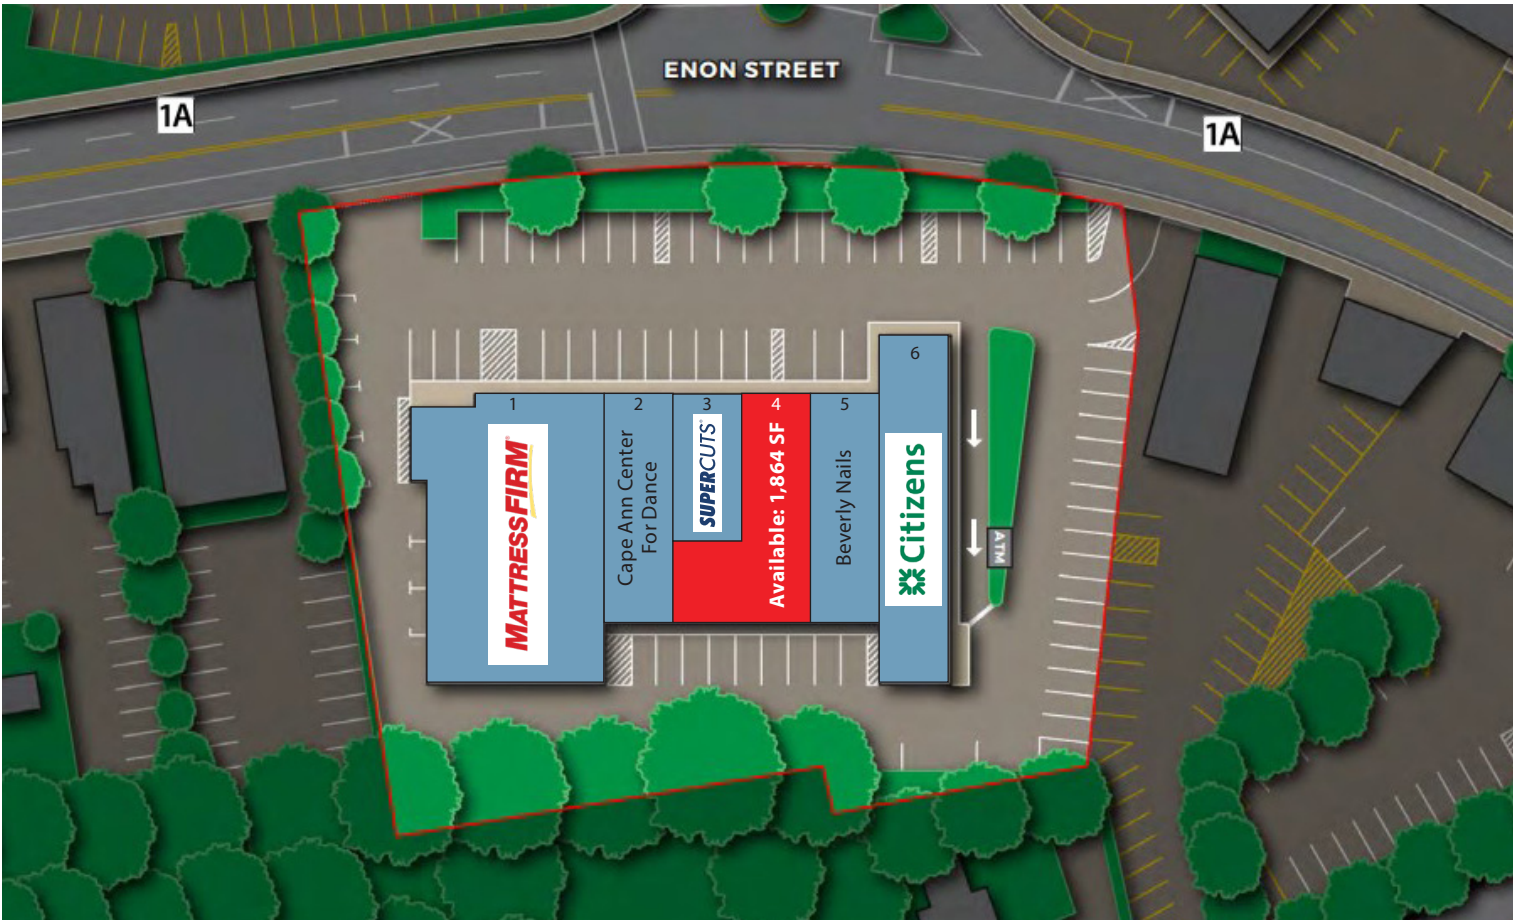 ENON STREET
1A
1A
6
1
2
3
4
5
MATTRESSFIRM
Cape Ann Center
For Dance
SUPERCUTS®
Available: 1,864 SF
Beverly Nails
Citizens
ATM